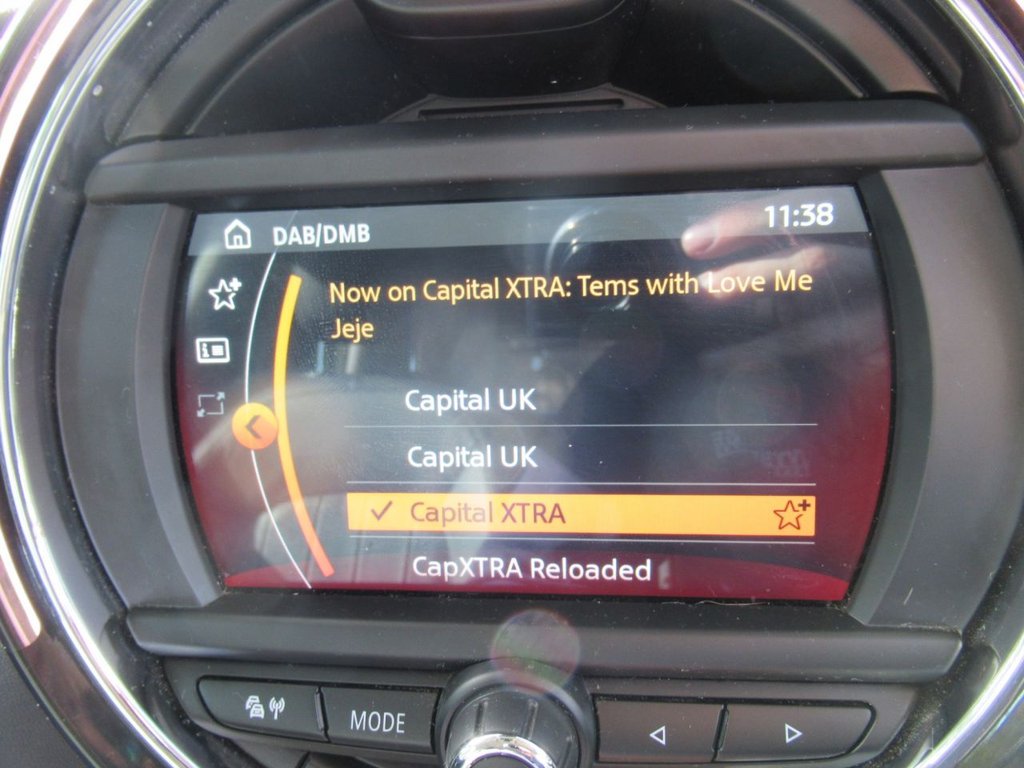 DAB/DMB
11:38
Now on Capital XTRA: Tems with Love Me
Jeje
Capital UK
Capital UK
Capital XTRA
CapXTRA Reloaded
MODE